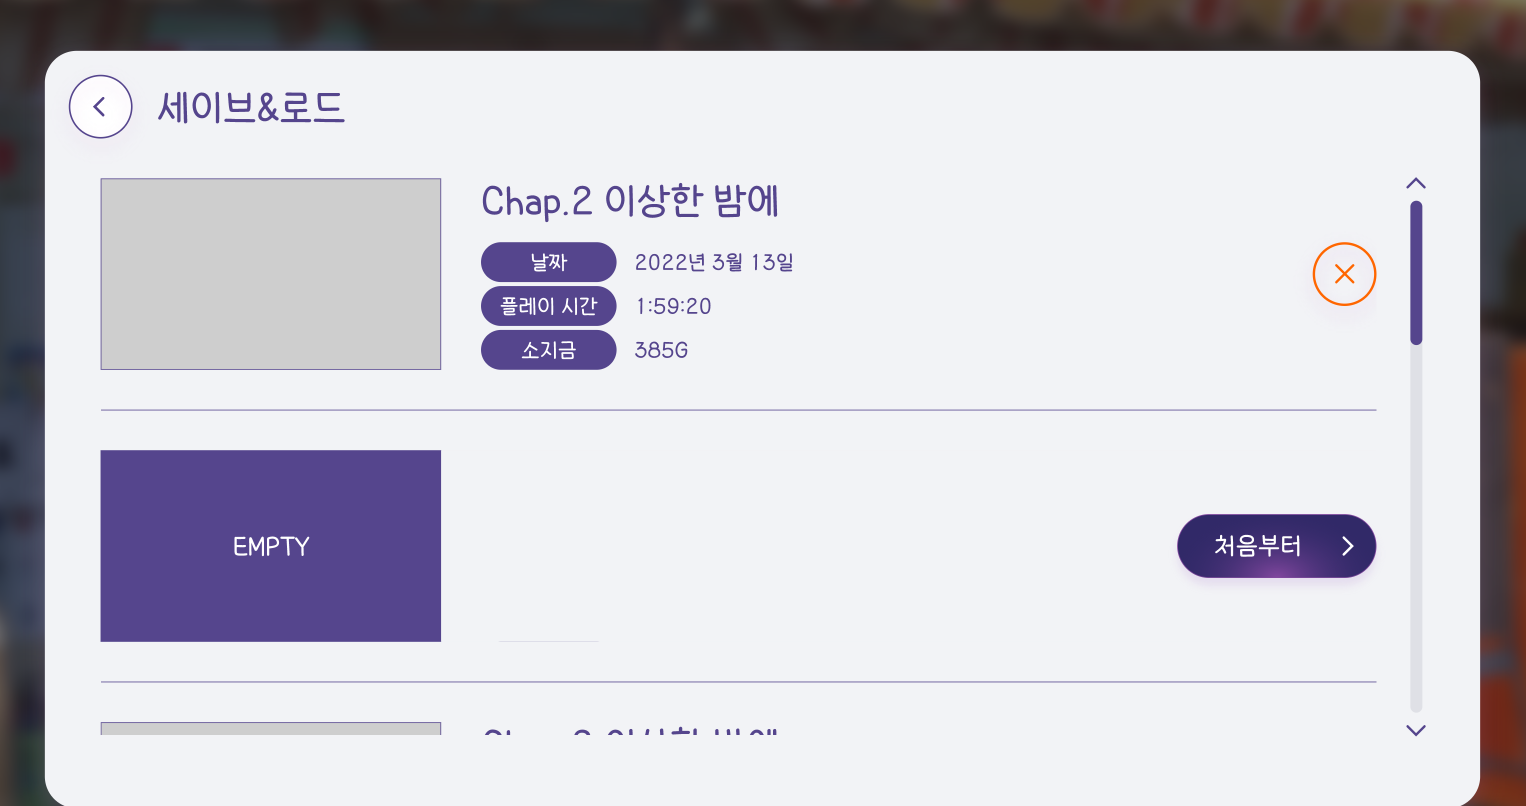 세이브&로드
Chap.2 이상한 밤에
날짜 2022년 3월 13일
플레이 시간 1:59:20
소지금 385G
EMPTY
처음부터